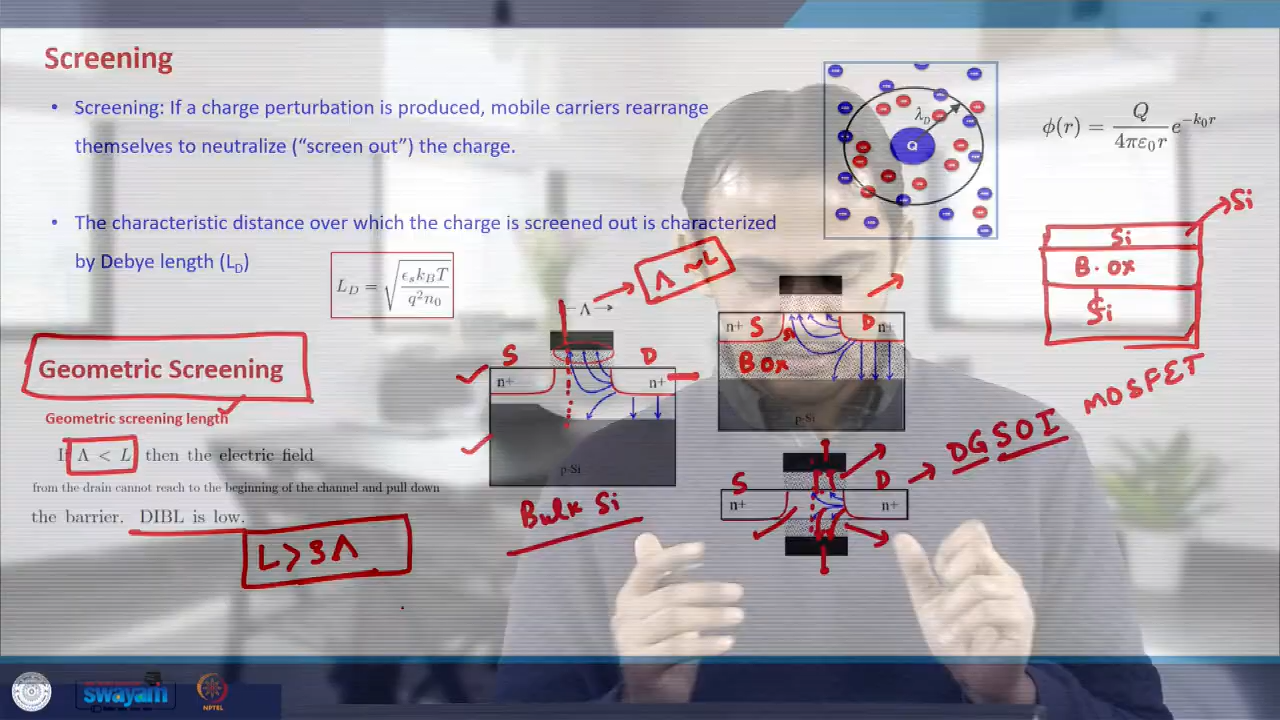 Screening
• Screening: If a charge perturbation is produced, mobile carriers rearrange
themselves to neutralize (“screen out”) the charge.
• The characteristic distance over which the charge is screened out is characterized
by Debye length (L_D)
L_D = √(ϵ_s k_B T / q² n_0)
λ_D
Q
ϕ(r) = Q / 4πε_0 r e^{-k_0 r}
Si
Si
B·ox
Si
Λ ~ L
Λ
S
D
n+
n+
p-Si
Bulk Si
S
D
n+
n+
B ox
p-Si
MOSFET
DG SOI
S
D
n+
n+
Geometric Screening
Geometric screening length
If Λ < L then the electric field
from the drain cannot reach to the beginning of the channel and pull down
the barrier. DIBL is low.
L > 3Λ
swayam
NPTEL